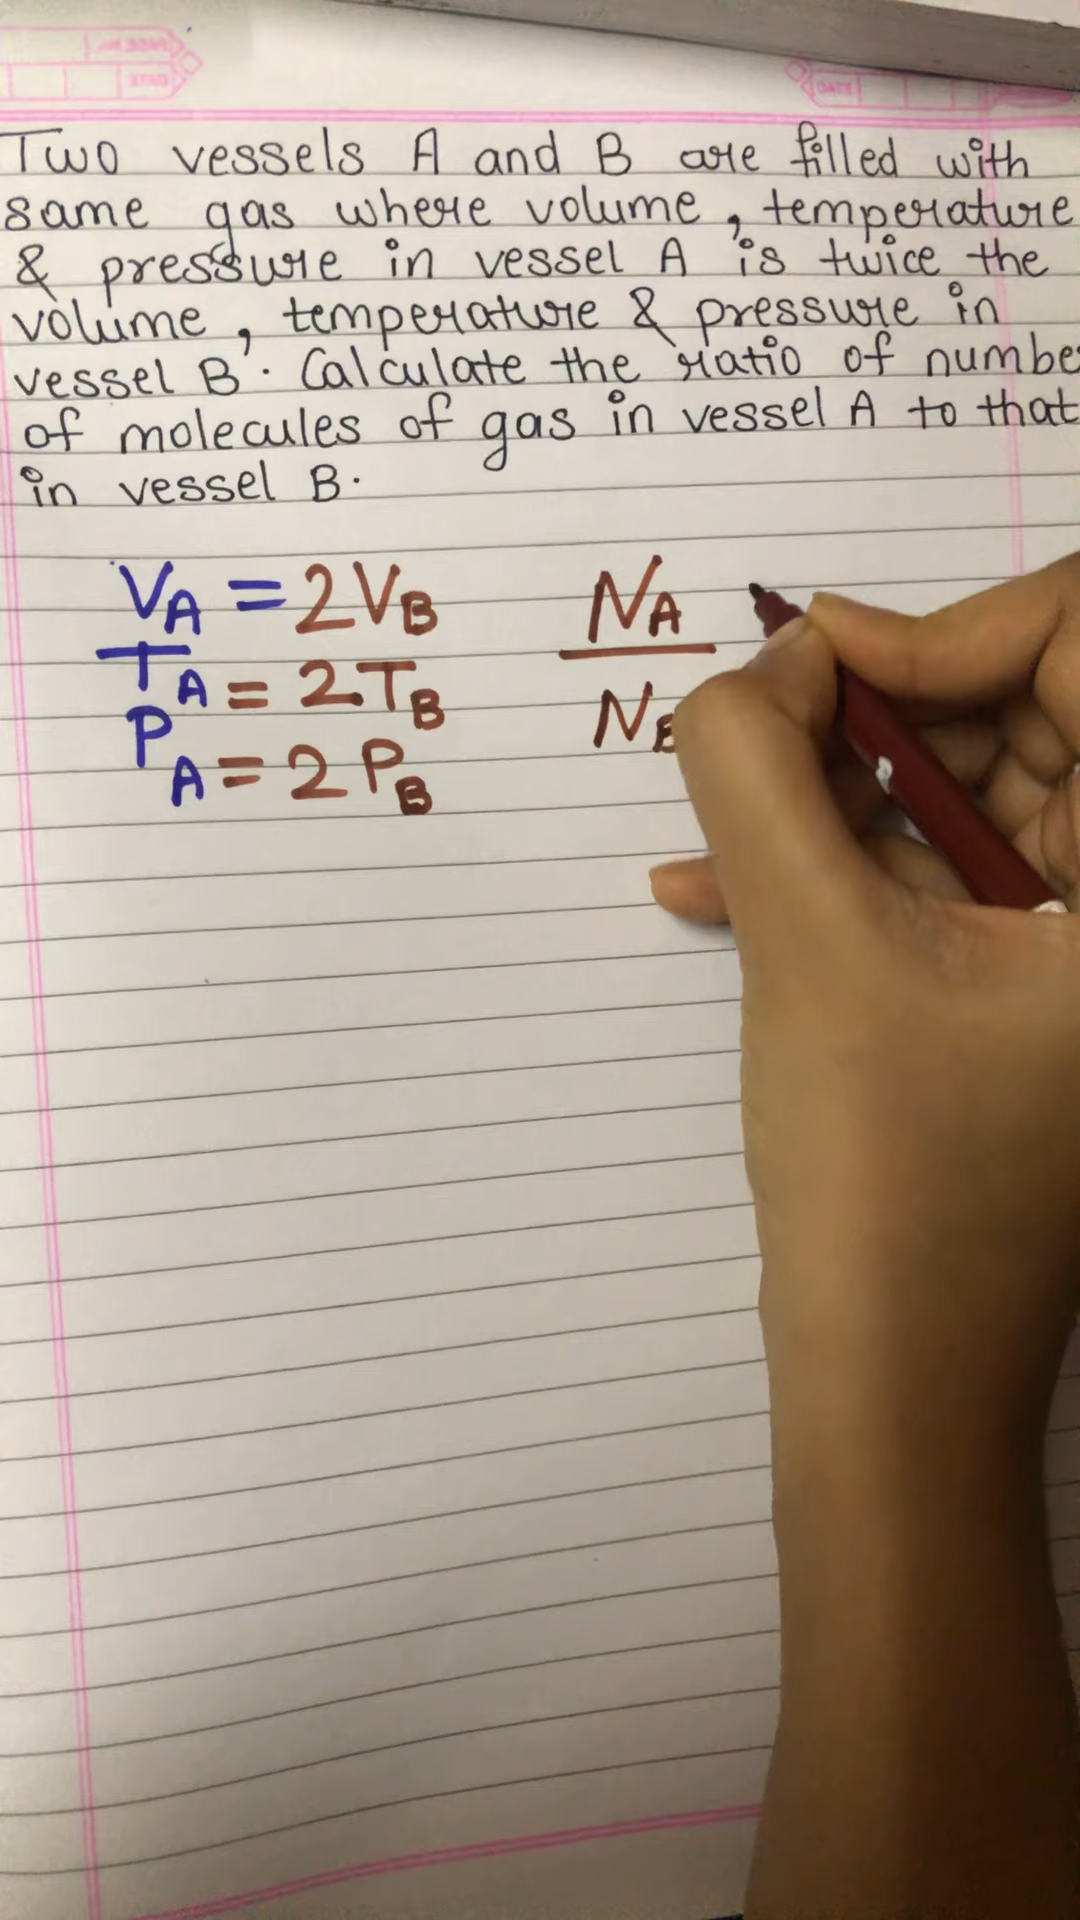 Two vessels A and B are filled with
same gas where volume, temperature
& pressure in vessel A is twice the
volume, temperature & pressure in
vessel B. Calculate the ratio of numbe
of molecules of gas in vessel A to that
in vessel B.
VA = 2VB
TA = 2TB
PA = 2PB
NA
NB